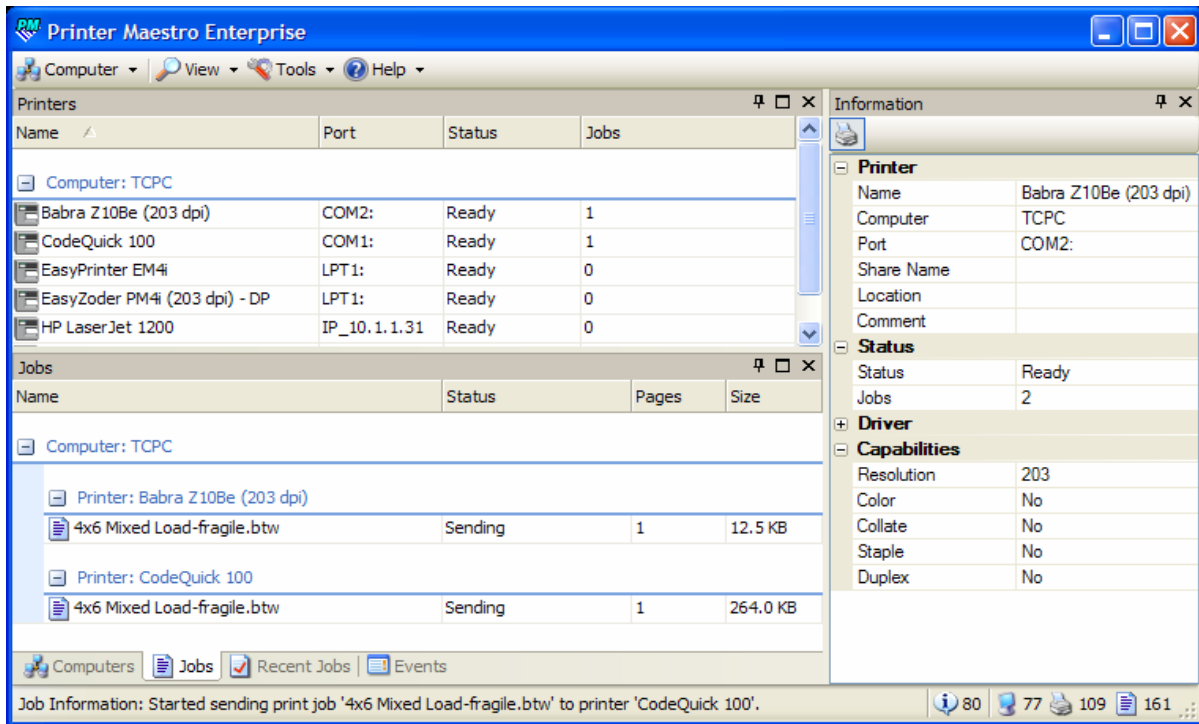 Printer Maestro Enterprise
Computer View Tools Help
Printers
Name Port Status Jobs
Computer: TCPC
Babra Z10Be (203 dpi) COM2: Ready 1
CodeQuick 100 COM1: Ready 1
EasyPrinter EM4i LPT1: Ready 0
EasyZoder PM4i (203 dpi) - DP LPT1: Ready 0
HP LaserJet 1200 IP_10.1.1.31 Ready 0
Jobs
Name Status Pages Size
Computer: TCPC
Printer: Babra Z10Be (203 dpi)
4x6 Mixed Load-fragile.btw Sending 1 12.5 KB
Printer: CodeQuick 100
4x6 Mixed Load-fragile.btw Sending 1 264.0 KB
Computers Jobs Recent Jobs Events
Information
Printer
Name Babra Z10Be (203 dpi)
Computer TCPC
Port COM2:
Share Name
Location
Comment
Status
Status Ready
Jobs 2
Driver
Capabilities
Resolution 203
Color No
Collate No
Staple No
Duplex No
Job Information: Started sending print job '4x6 Mixed Load-fragile.btw' to printer 'CodeQuick 100'. 80 77 109 161